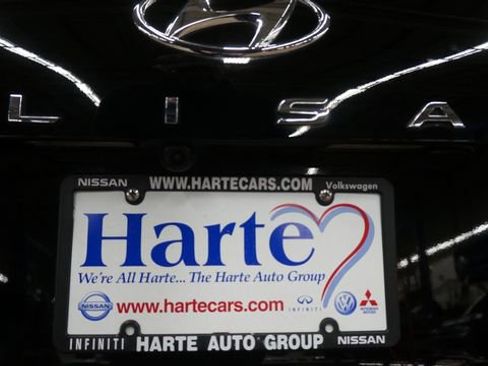 L I S A
NISSAN WWW.HARTECARS.COM Volkswagen
Harte
We're All Harte... The Harte Auto Group
NISSAN www.hartecars.com INFINITI
INFINITI HARTE AUTO GROUP NISSAN